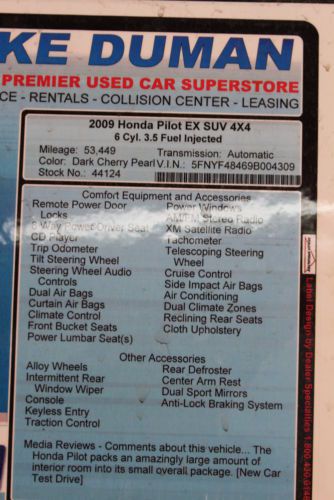 KE DUMAN
PREMIER USED CAR SUPERSTORE
CE - RENTALS - COLLISION CENTER - LEASING
2009 Honda Pilot EX SUV 4X4
6 Cyl. 3.5 Fuel Injected
Mileage: 53,449 Transmission: Automatic
Color: Dark Cherry Pearl V.I.N.: 5FNYF48469B004309
Stock No.: 44124
Comfort Equipment and Accessories
Remote Power Door
Locks
8 Way Power Driver Seat
CD Player
Trip Odometer
Tilt Steering Wheel
Steering Wheel Audio
Controls
Dual Air Bags
Curtain Air Bags
Climate Control
Front Bucket Seats
Power Lumbar Seat(s)
Power Windows
AM/FM Stereo Radio
XM Satellite Radio
Tachometer
Telescoping Steering
Wheel
Cruise Control
Side Impact Air Bags
Air Conditioning
Dual Climate Zones
Reclining Rear Seats
Cloth Upholstery
Other Accessories
Alloy Wheels
Intermittent Rear
Window Wiper
Console
Keyless Entry
Traction Control
Rear Defroster
Center Arm Rest
Dual Sport Mirrors
Anti-Lock Braking System
Media Reviews - Comments about this vehicle... The
Honda Pilot packs an amazingly large amount of
interior room into its small overall package. [New Car
Test Drive]
Label Design by Dealer Specialties 1.800.430.